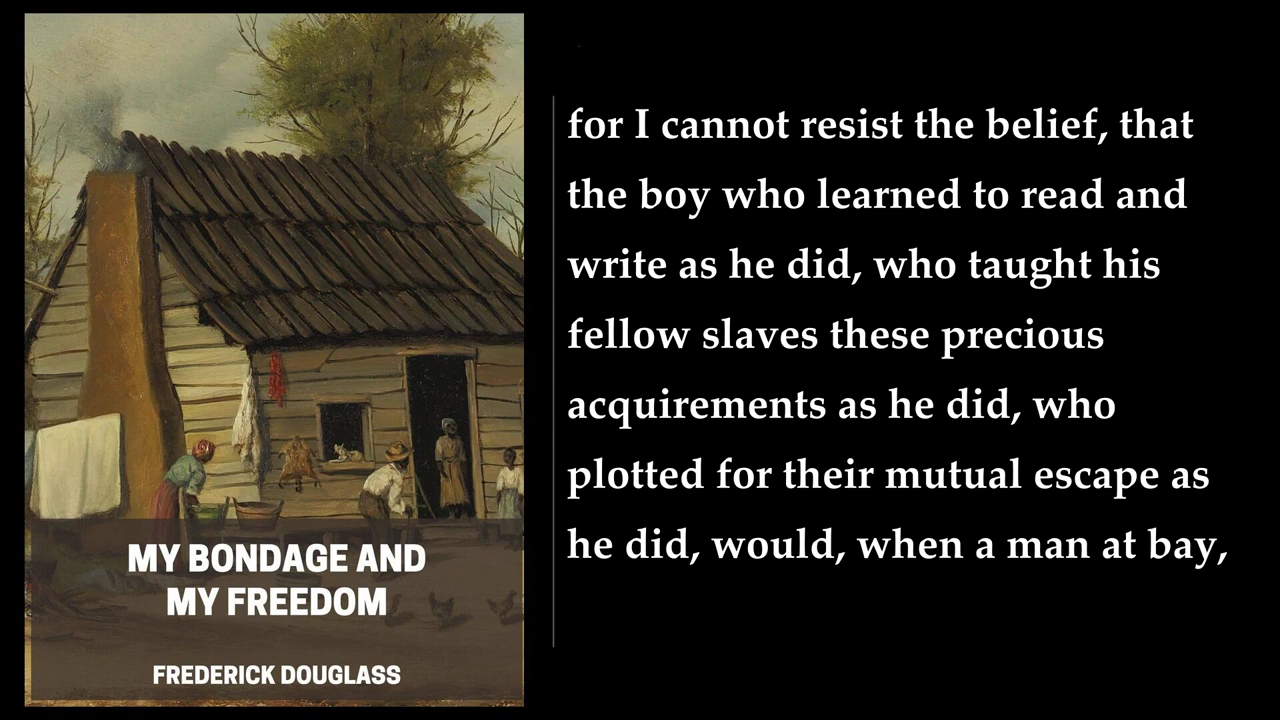 MY BONDAGE AND
MY FREEDOM
FREDERICK DOUGLASS
for I cannot resist the belief, that
the boy who learned to read and
write as he did, who taught his
fellow slaves these precious
acquirements as he did, who
plotted for their mutual escape as
he did, would, when a man at bay,